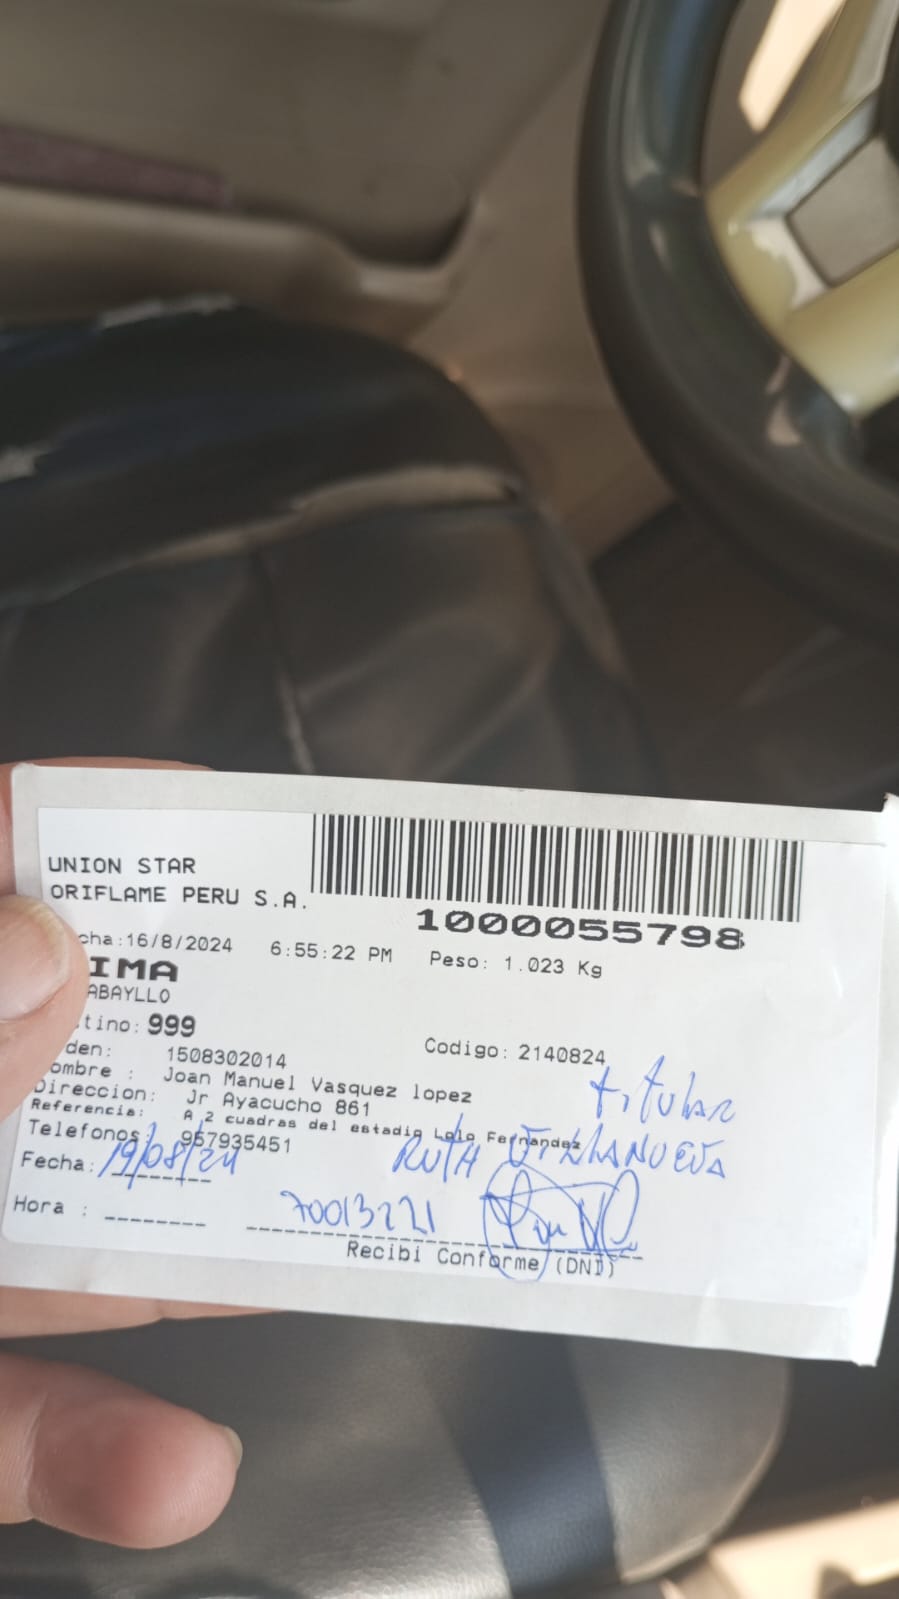 UNION STAR
ORIFLAME PERU S.A.
1000055798
cha:16/8/2024 6:55:22 PM Peso: 1.023 Kg
IMA
ABAYLLO
tino: 999
den: 1508302014 Codigo: 2140824
ombre : Joan Manuel Vasquez lopez
Direccion: Jr Ayacucho 861
titular
Referencia: A 2 cuadras del estadio Lolo Fernandez
Telefonos: 957935451
RUTH VILLANUEVA
Fecha: 19/08/24
Hora : 70013221
Recibi Conforme (DNI)